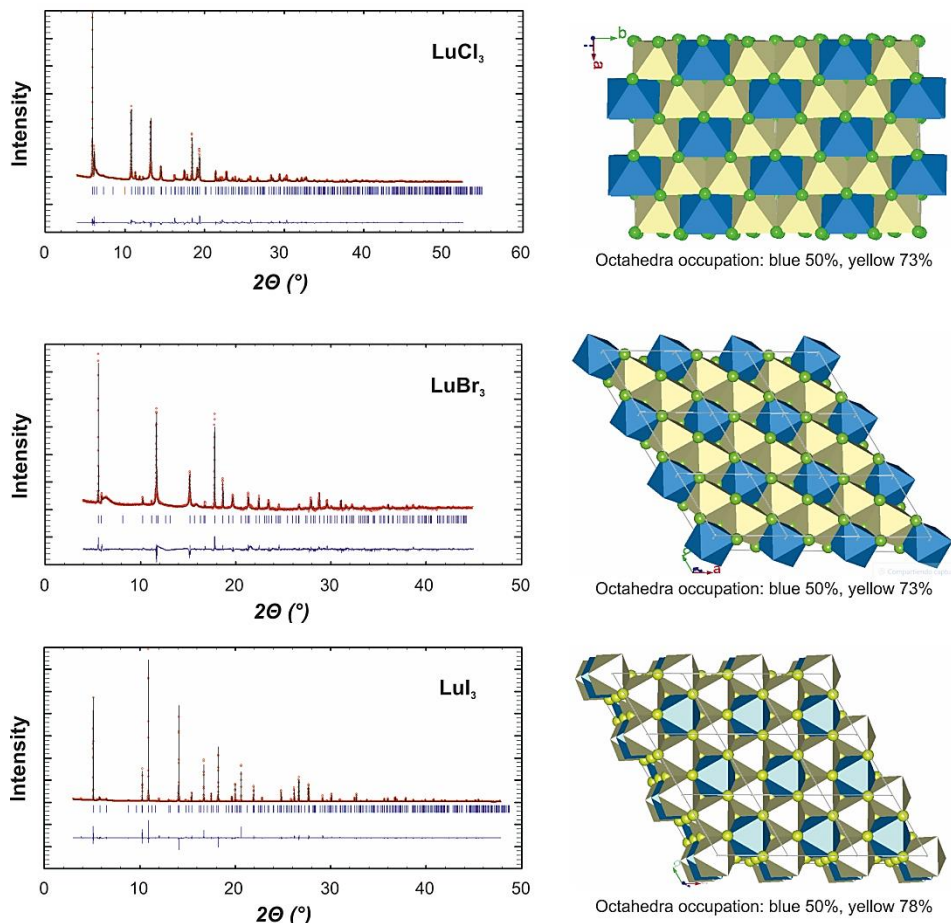 LuCl₃
Intensity
0 10 20 30 40 50 60
2Θ (°)
b
a
Octahedra occupation: blue 50%, yellow 73%
LuBr₃
Intensity
0 10 20 30 40 50
2Θ (°)
a
Octahedra occupation: blue 50%, yellow 73%
LuI₃
Intensity
0 10 20 30 40 50
2Θ (°)
Octahedra occupation: blue 50%, yellow 78%